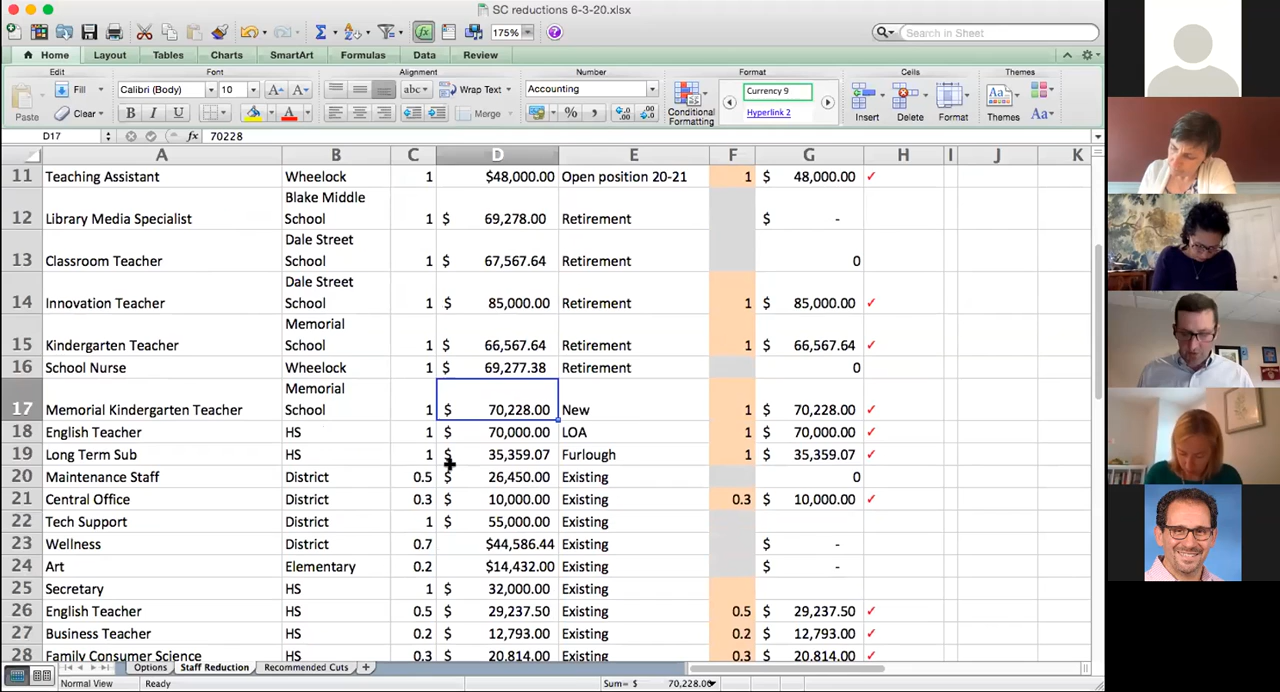 SC reductions 6-3-20.xlsx
175%
Search in Sheet
Home Layout Tables Charts SmartArt Formulas Data Review
Edit Font Alignment Number Format Cells Themes
Fill Calibri (Body) 10 abc Wrap Text Accounting Currency 9
Paste Clear B I U Merge Conditional Formatting Hyperlink 2 Insert Delete Format Themes Aa
D17 fx 70228
A B C D E F G H I J K
11 Teaching Assistant Wheelock 1 $48,000.00 Open position 20-21 1 $ 48,000.00 ✓
12 Library Media Specialist Blake Middle School 1 $ 69,278.00 Retirement $ -
13 Classroom Teacher Dale Street School 1 $ 67,567.64 Retirement 0
14 Innovation Teacher Dale Street School 1 $ 85,000.00 Retirement 1 $ 85,000.00 ✓
15 Kindergarten Teacher Memorial School 1 $ 66,567.64 Retirement 1 $ 66,567.64 ✓
16 School Nurse Wheelock 1 $ 69,277.38 Retirement 0
17 Memorial Kindergarten Teacher Memorial School 1 $ 70,228.00 New 1 $ 70,228.00 ✓
18 English Teacher HS 1 $ 70,000.00 LOA 1 $ 70,000.00 ✓
19 Long Term Sub HS 1 $ 35,359.07 Furlough 1 $ 35,359.07 ✓
20 Maintenance Staff District 0.5 $ 26,450.00 Existing 0
21 Central Office District 0.3 $ 10,000.00 Existing 0.3 $ 10,000.00 ✓
22 Tech Support District 1 $ 55,000.00 Existing
23 Wellness District 0.7 $44,586.44 Existing $ -
24 Art Elementary 0.2 $14,432.00 Existing $ -
25 Secretary HS 1 $ 32,000.00 Existing
26 English Teacher HS 0.5 $ 29,237.50 Existing 0.5 $ 29,237.50 ✓
27 Business Teacher HS 0.2 $ 12,793.00 Existing 0.2 $ 12,793.00 ✓
28 Family Consumer Science HS 0.3 $ 20,814.00 Existing 0.3 $ 20,814.00 ✓
Options Staff Reduction Recommended Cuts +
Normal View Ready Sum= $ 70,228.00